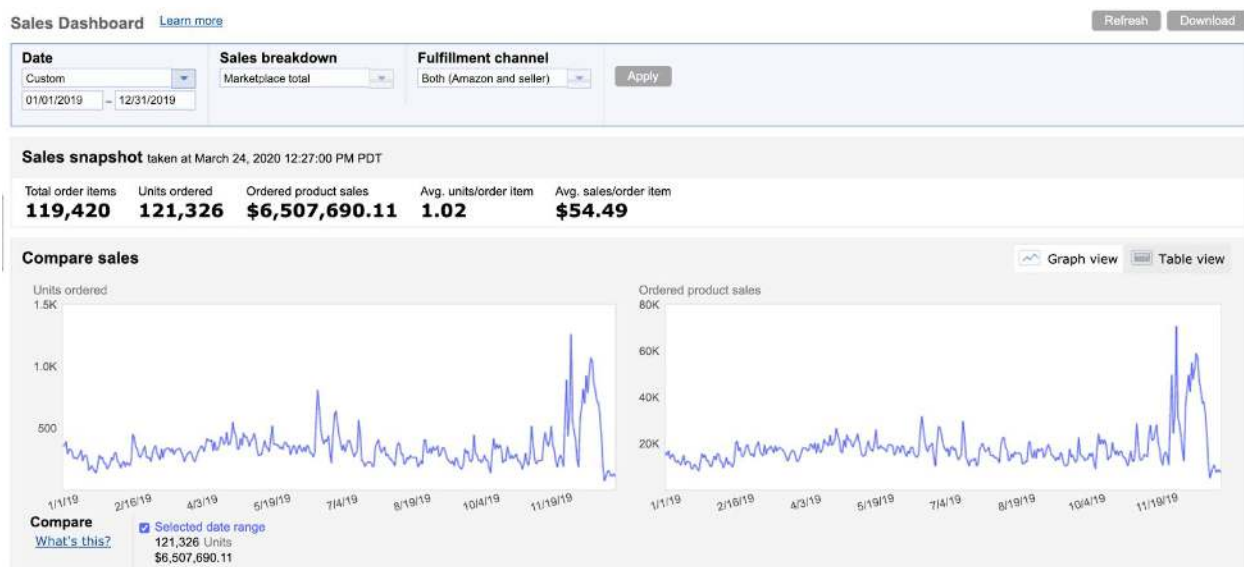 Sales Dashboard Learn more Refresh Download
Date Sales breakdown Fulfillment channel
Custom Marketplace total Both (Amazon and seller) Apply
01/01/2019 – 12/31/2019
Sales snapshot taken at March 24, 2020 12:27:00 PM PDT
Total order items Units ordered Ordered product sales Avg. units/order item Avg. sales/order item
119,420 121,326 $6,507,690.11 1.02 $54.49
Compare sales Graph view Table view
Units ordered Ordered product sales
1.5K 80K
1.0K 60K
40K
500
20K
1/1/19 2/16/19 4/3/19 5/19/19 7/4/19 8/19/19 10/4/19 11/19/19 1/1/19 2/16/19 4/3/19 5/19/19 7/4/19 8/19/19 10/4/19 11/19/19
Compare Selected date range
What's this? 121,326 Units
$6,507,690.11